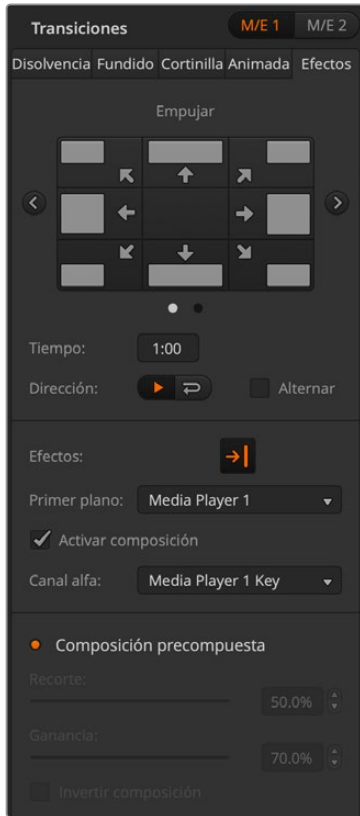 Transiciones M/E 1 M/E 2
Disolvencia Fundido Cortinilla Animada Efectos
Empujar
Tiempo: 1:00
Dirección: Alternar
Efectos:
Primer plano: Media Player 1
Activar composición
Canal alfa: Media Player 1 Key
Composición precompuesta
Recorte:
50.0%
Ganancia:
70.0%
Invertir composición